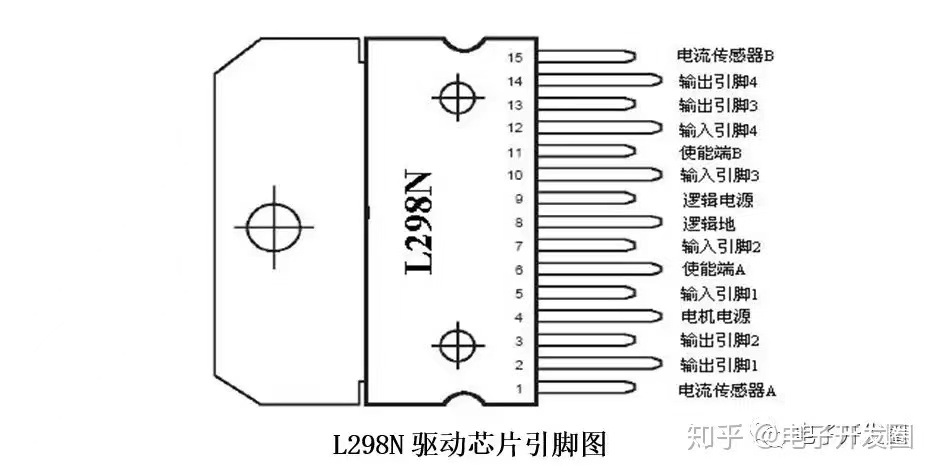 15 电流传感器B
14 输出引脚4
13 输出引脚3
12 输入引脚4
11 使能端B
10 输入引脚3
9 逻辑电源
8 逻辑地
7 输入引脚2
6 使能端A
5 输入引脚1
4 电机电源
3 输出引脚2
2 输出引脚1
1 电流传感器A
L298N
L298N 驱动芯片引脚图
知乎 @电子开发圈
电子开发圈